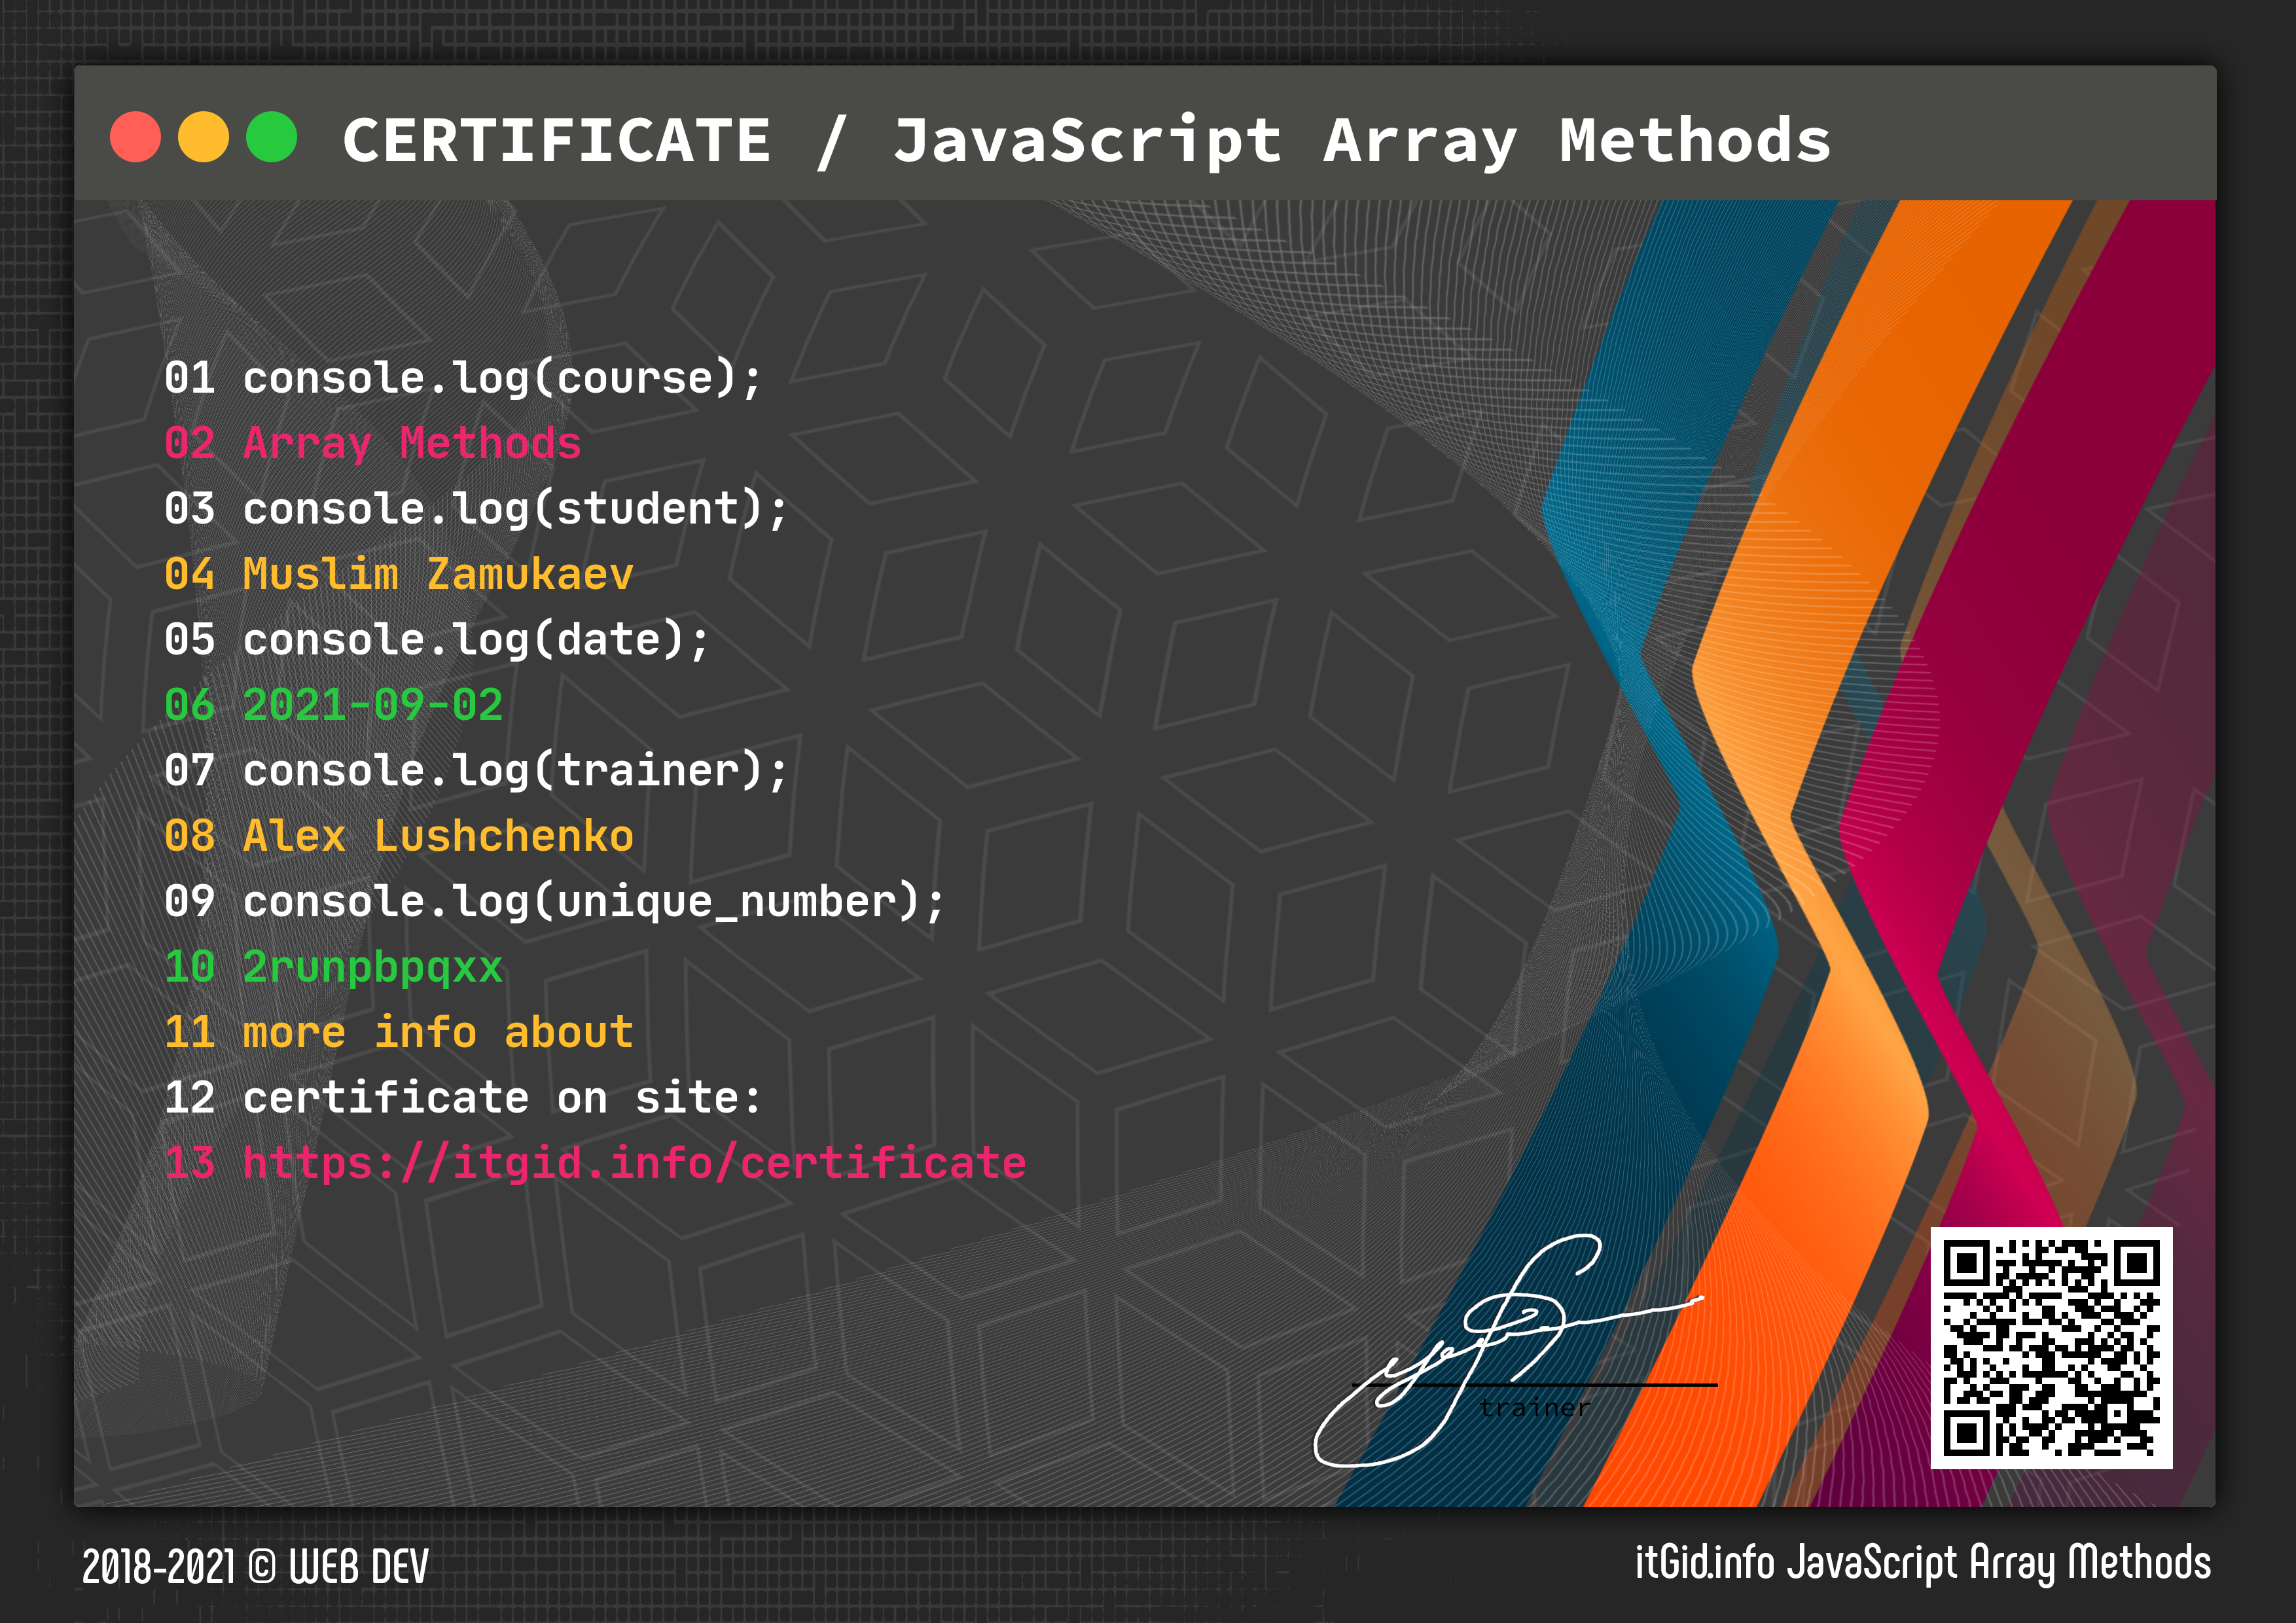 CERTIFICATE / JavaScript Array Methods
01 console.log(course);
02 Array Methods
03 console.log(student);
04 Muslim Zamukaev
05 console.log(date);
06 2021-09-02
07 console.log(trainer);
08 Alex Lushchenko
09 console.log(unique_number);
10 2runpbpqxx
11 more info about
12 certificate on site:
13 https://itgid.info/certificate
trainer
2018-2021 © WEB DEV
itGid.info JavaScript Array Methods